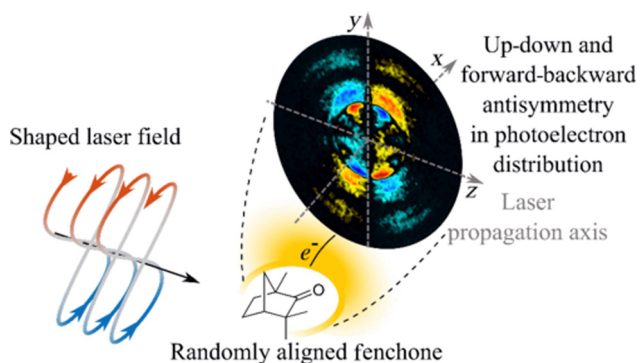 y
x
Up-down and
forward-backward
antisymmetry
in photoelectron
distribution
z
Laser
propagation axis
Shaped laser field
e-
O
Randomly aligned fenchone